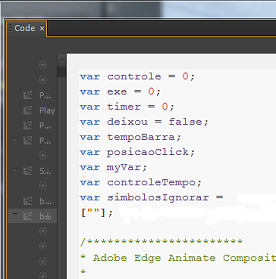 Code ×
var controle = 0;
var exe = 0;
var timer = 0;
var deixou = false;
var tempoBarra;
var posicaoClick;
var myVar;
var controleTempo;
var simbolosIgnorar =
[""];
/***********************
* Adobe Edge Animate Composit
*
P...
Play
P...
P...
S...
b...
b...